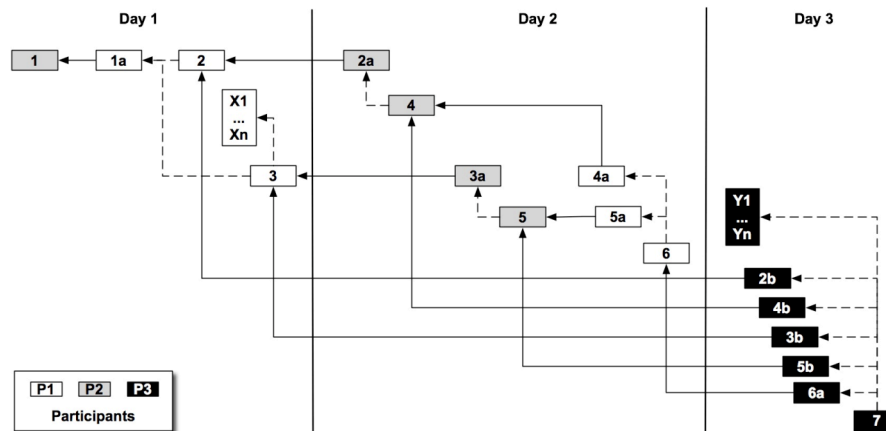 Day 1
Day 2
Day 3
1
1a
2
2a
X1
...
Xn
4
3
3a
4a
5
5a
Y1
...
Yn
6
2b
4b
3b
5b
6a
7
P1
P2
P3
Participants